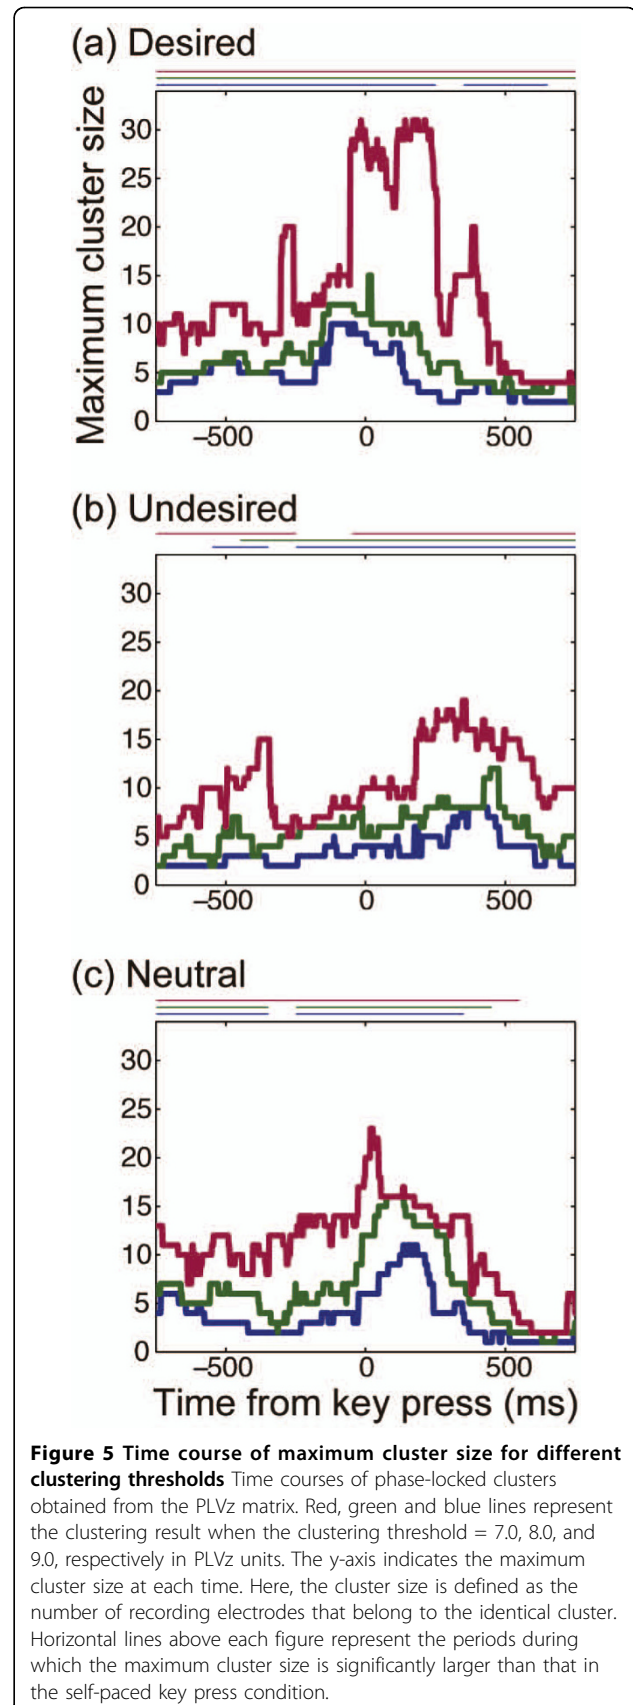 (a) Desired
Maximum cluster size
30
25
20
15
10
5
0
−500 0 500
(b) Undesired
30
25
20
15
10
5
0
−500 0 500
(c) Neutral
30
25
20
15
10
5
0
−500 0 500
Time from key press (ms)
Figure 5 Time course of maximum cluster size for different
clustering thresholds Time courses of phase-locked clusters
obtained from the PLVz matrix. Red, green and blue lines represent
the clustering result when the clustering threshold = 7.0, 8.0, and
9.0, respectively in PLVz units. The y-axis indicates the maximum
cluster size at each time. Here, the cluster size is defined as the
number of recording electrodes that belong to the identical cluster.
Horizontal lines above each figure represent the periods during
which the maximum cluster size is significantly larger than that in
the self-paced key press condition.